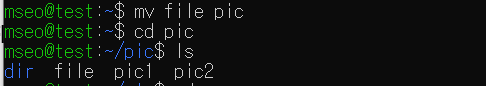 mseo@test:~$ mv file pic
mseo@test:~$ cd pic
mseo@test:~/pic$ ls
dir  file  pic1  pic2